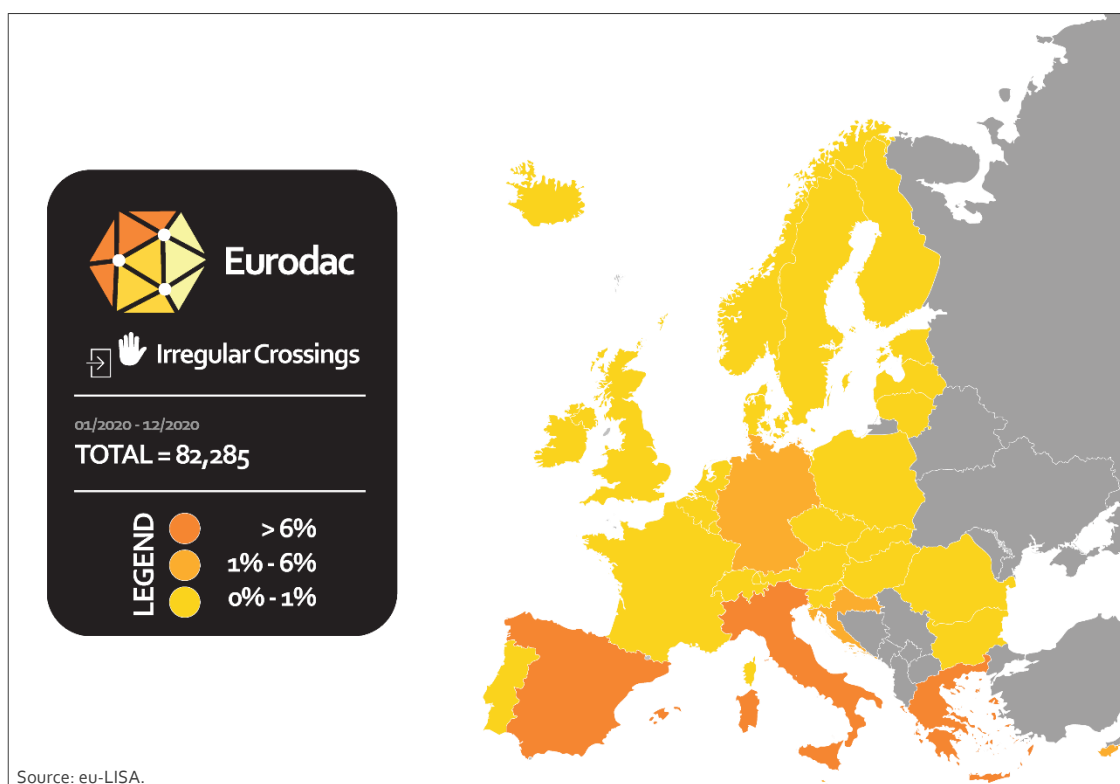 Eurodac
Irregular Crossings
01/2020 - 12/2020
TOTAL = 82,285
LEGEND
> 6%
1% - 6%
0% - 1%
Source: eu-LISA.